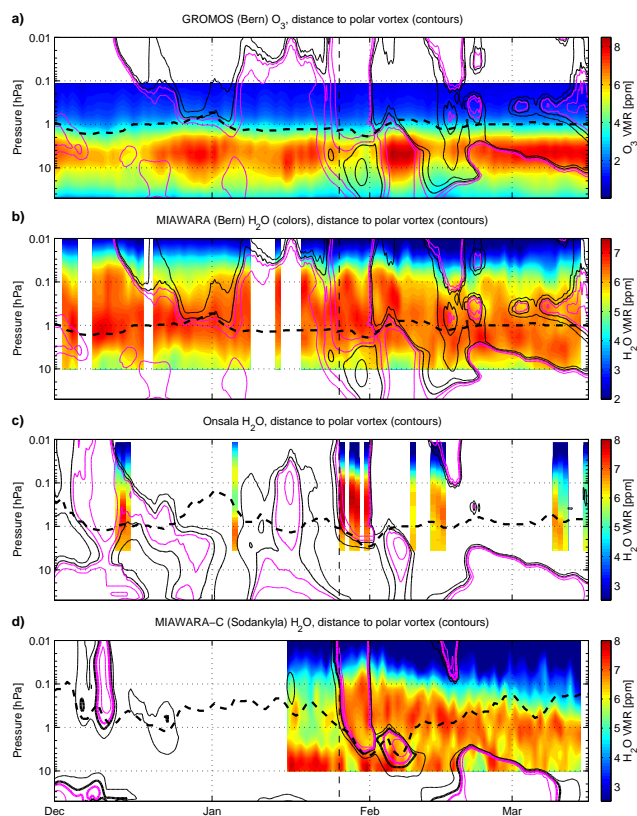 a)
GROMOS (Bern) O3, distance to polar vortex (contours)
0.01
0.1
1
10
Pressure [hPa]
8
6
4
2
O3 VMR [ppm]
b)
MIAWARA (Bern) H2O (colors), distance to polar vortex (contours)
0.01
0.1
1
10
Pressure [hPa]
7
6
5
4
3
2
H2O VMR [ppm]
c)
Onsala H2O, distance to polar vortex (contours)
0.01
0.1
1
10
Pressure [hPa]
8
7
6
5
4
3
H2O VMR [ppm]
d)
MIAWARA−C (Sodankyla) H2O, distance to polar vortex (contours)
0.01
0.1
1
10
Pressure [hPa]
8
7
6
5
4
3
H2O VMR [ppm]
Dec Jan Feb Mar